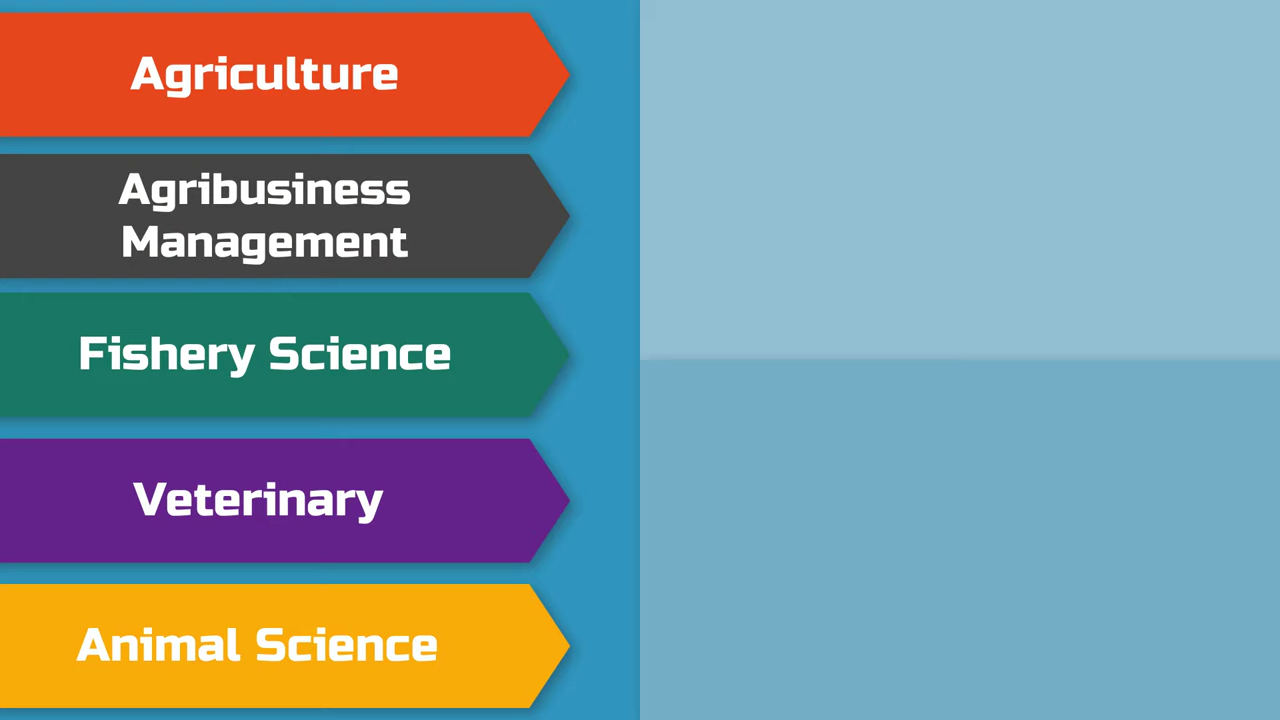 Agriculture
Agribusiness
Management
Fishery Science
Veterinary
Animal Science